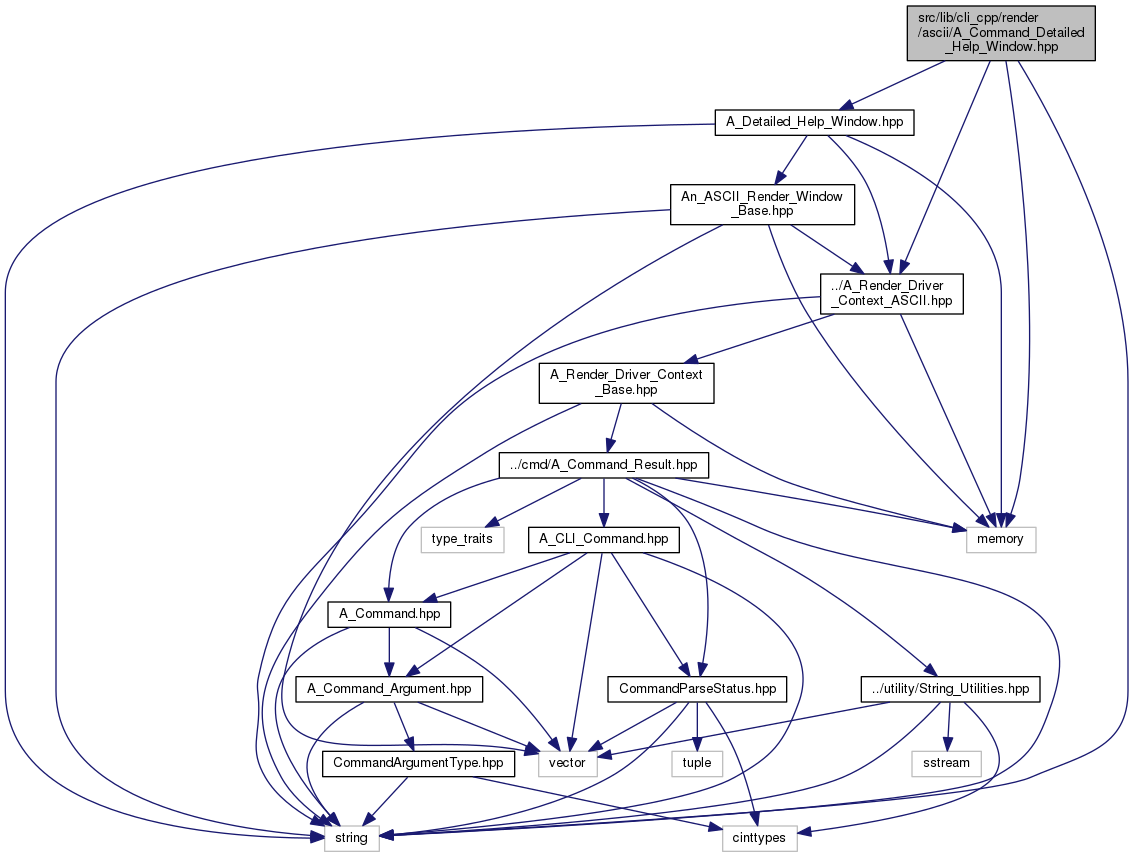 src/lib/cli_cpp/render
/ascii/A_Command_Detailed
_Help_Window.hpp
A_Detailed_Help_Window.hpp
An_ASCII_Render_Window
_Base.hpp
../A_Render_Driver
_Context_ASCII.hpp
A_Render_Driver_Context
_Base.hpp
../cmd/A_Command_Result.hpp
type_traits
A_CLI_Command.hpp
memory
A_Command.hpp
A_Command_Argument.hpp
CommandParseStatus.hpp
../utility/String_Utilities.hpp
CommandArgumentType.hpp
vector
tuple
sstream
string
cinttypes